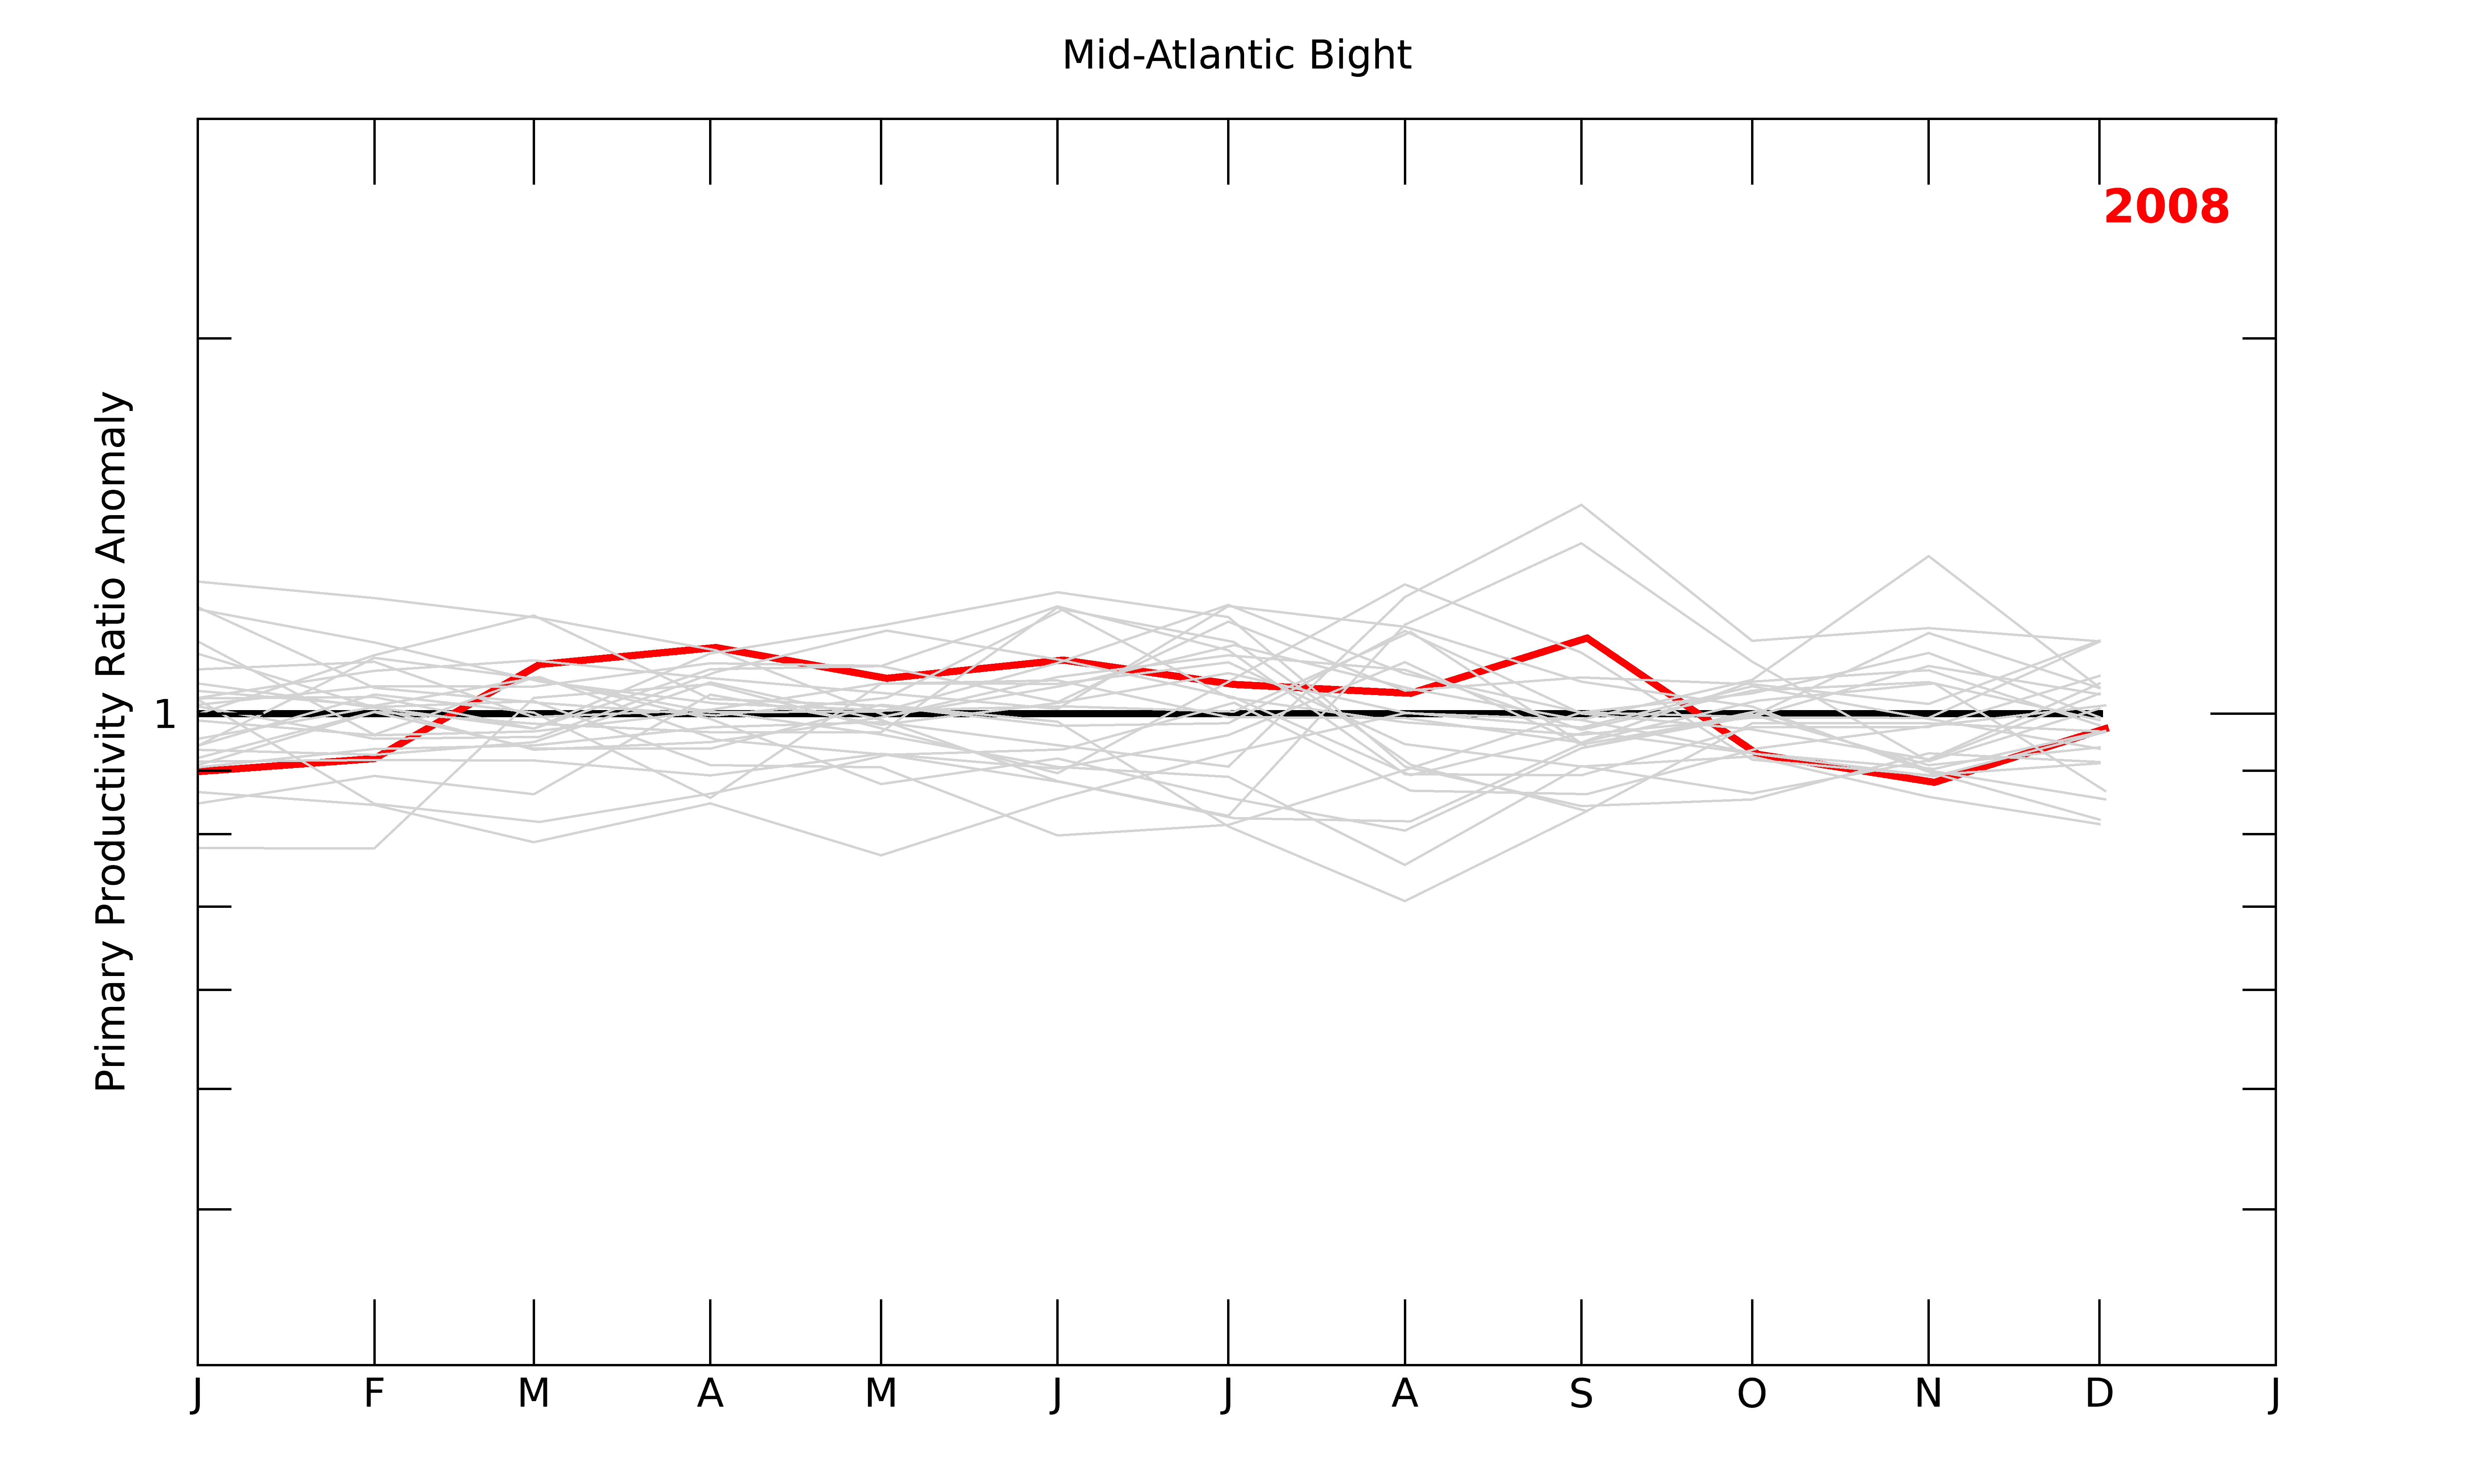 Mid-Atlantic Bight
2008
Primary Productivity Ratio Anomaly
1
J F M A M J J A S O N D J